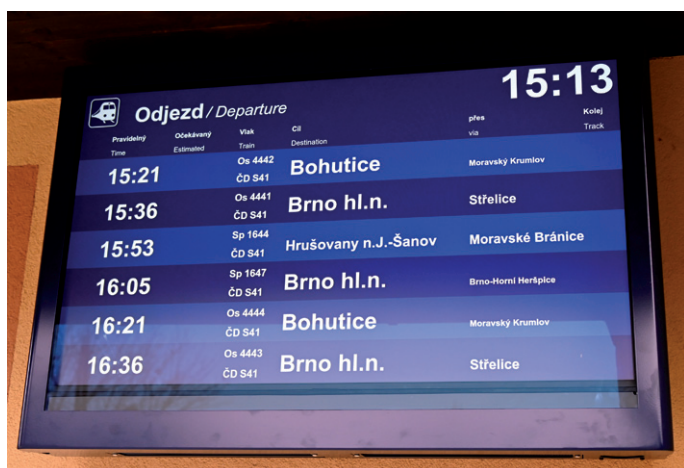 15:13
Odjezd / Departure
Pravidelný Očekávaný Vlak Cíl přes Kolej
Time Estimated Train Destination via Track
15:21 Os 4442 ČD S41 Bohutice Moravský Krumlov
15:36 Os 4441 ČD S41 Brno hl.n. Střelice
15:53 Sp 1644 ČD S41 Hrušovany n.J.-Šanov Moravské Bránice
16:05 Sp 1647 ČD S41 Brno hl.n. Brno-Horní Heršpice
16:21 Os 4444 ČD S41 Bohutice Moravský Krumlov
16:36 Os 4443 ČD S41 Brno hl.n. Střelice